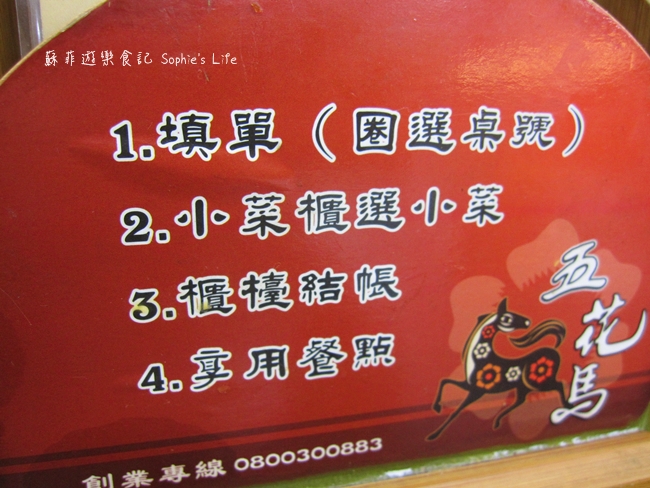 蘇菲遊樂食記 Sophie's Life
1.填單（圈選桌號）
2.小菜櫃選小菜
3.櫃檯結帳
4.享用餐點
五花馬
創業專線 0800300883